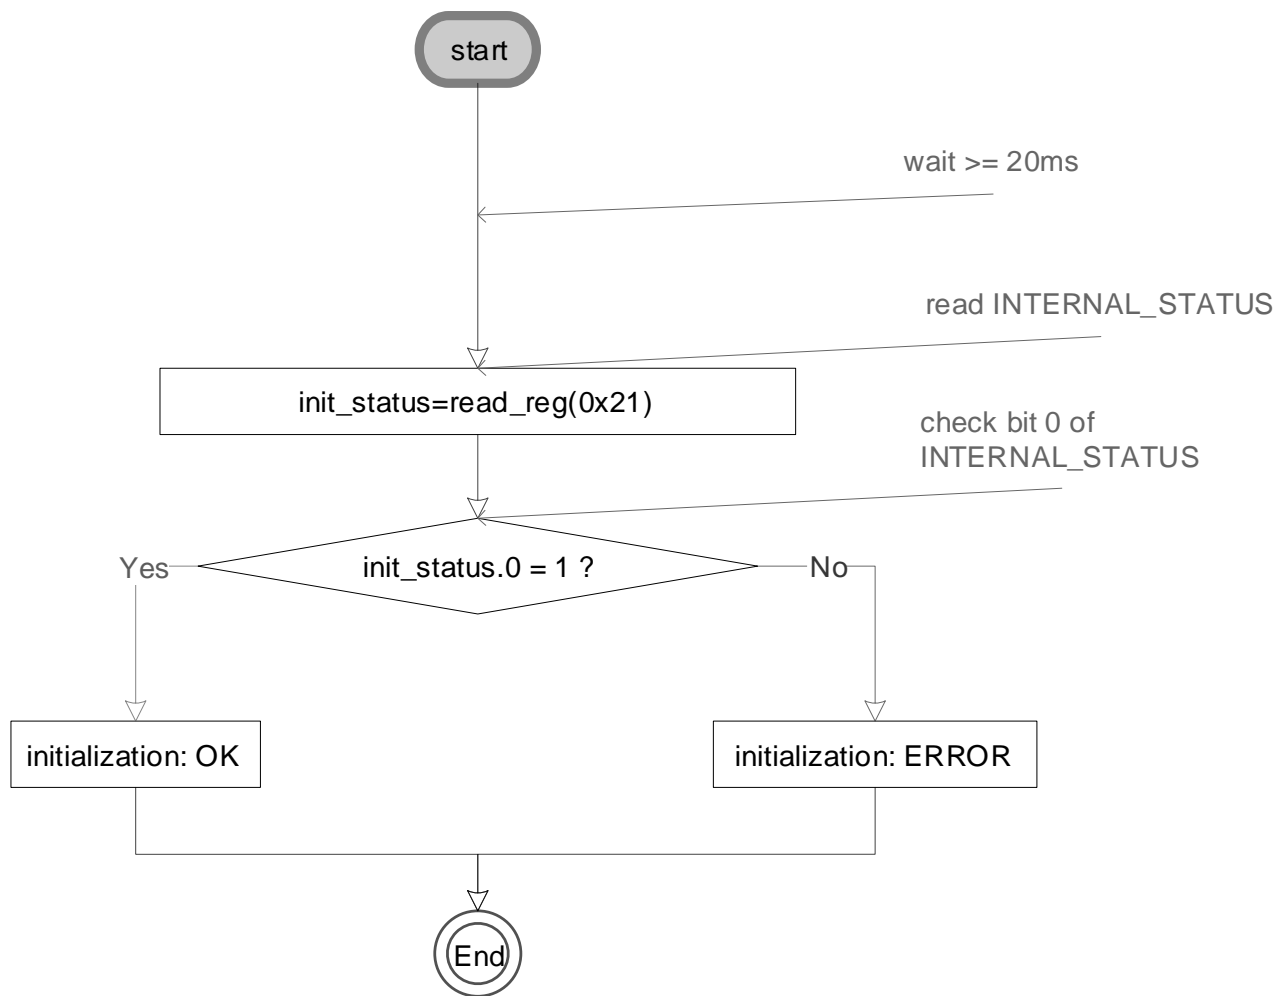 start
wait >= 20ms
read INTERNAL_STATUS
init_status=read_reg(0x21)
check bit 0 of
INTERNAL_STATUS
Yes
init_status.0 = 1 ?
No
initialization: OK
initialization: ERROR
End